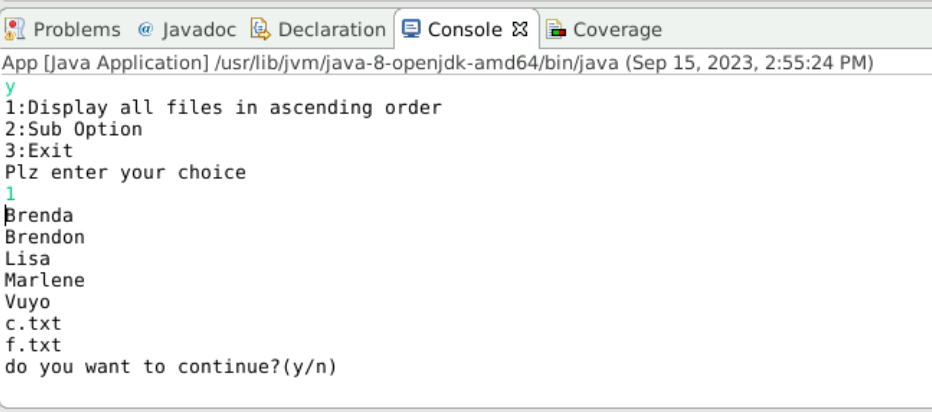 Problems @ Javadoc Declaration Console Coverage
App [Java Application] /usr/lib/jvm/java-8-openjdk-amd64/bin/java (Sep 15, 2023, 2:55:24 PM)
y
1:Display all files in ascending order
2:Sub Option
3:Exit
Plz enter your choice
1
Brenda
Brendon
Lisa
Marlene
Vuyo
c.txt
f.txt
do you want to continue?(y/n)